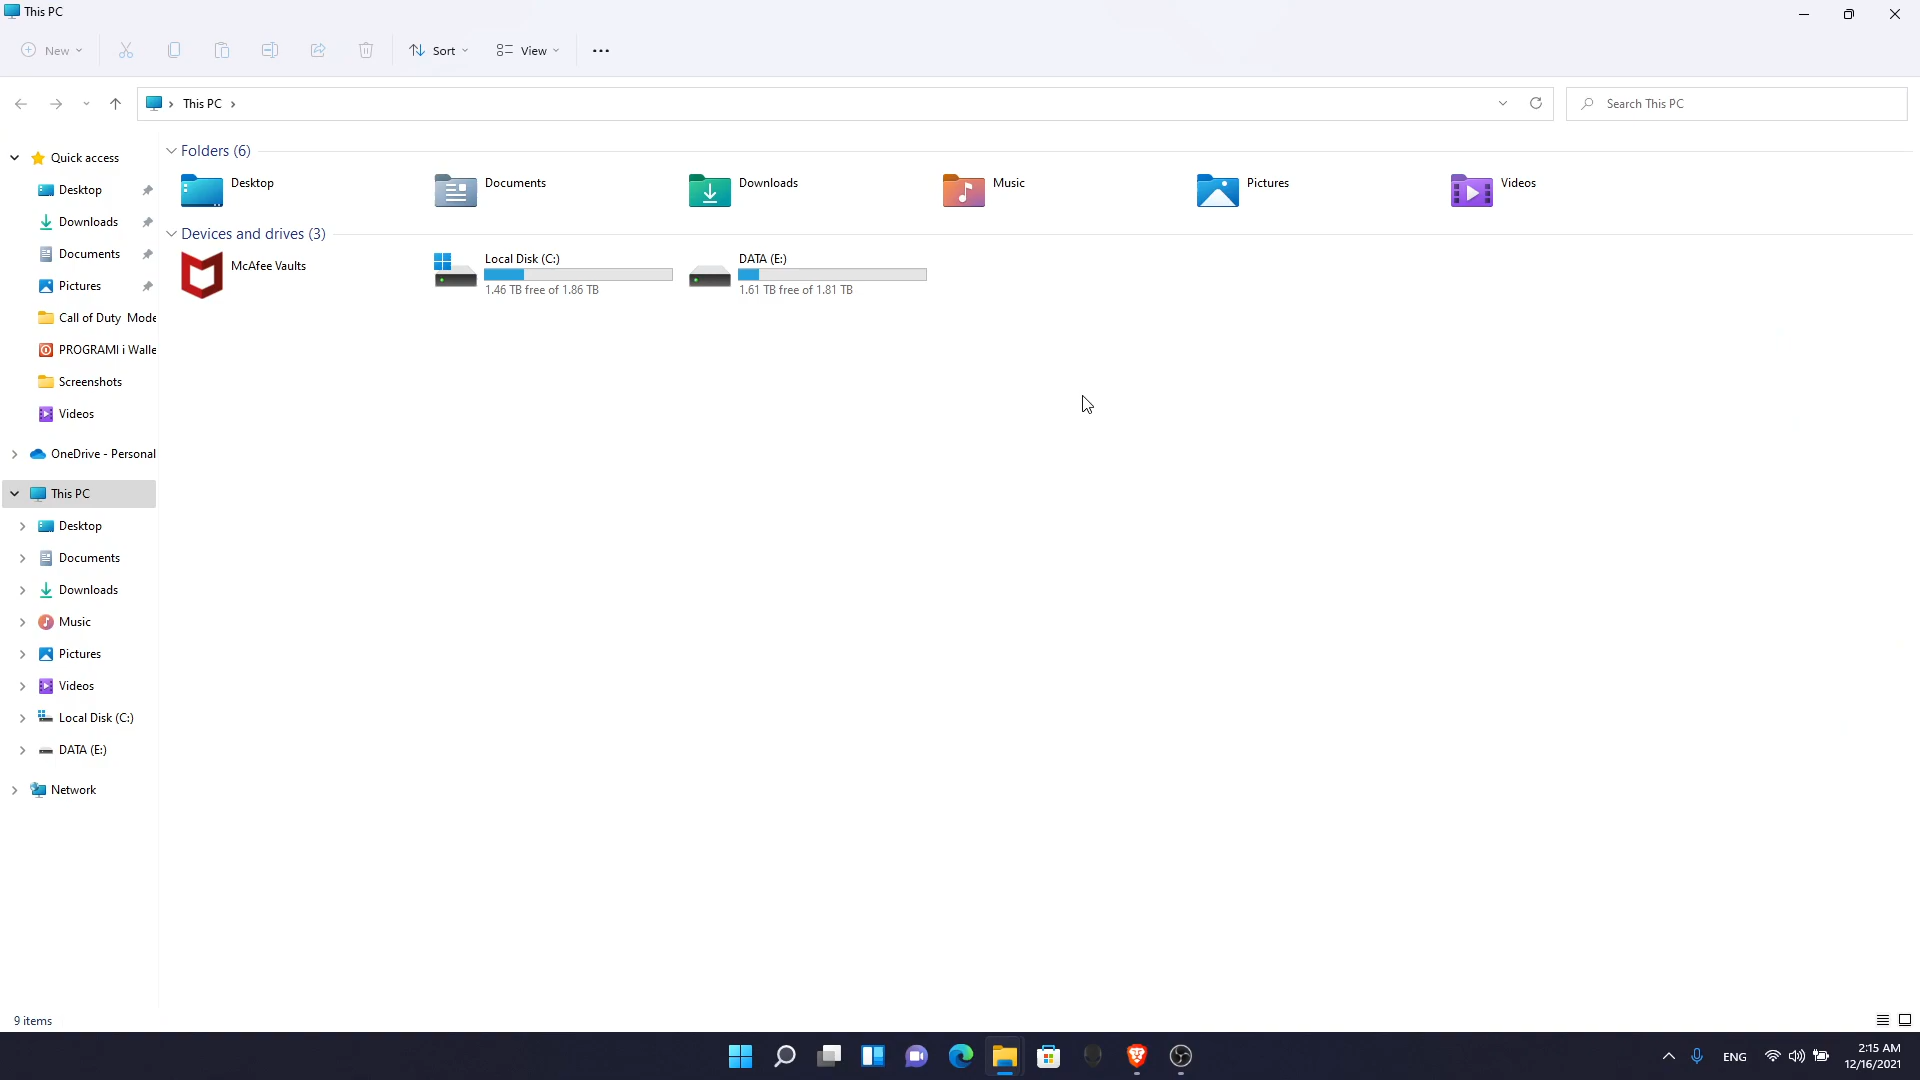 This PC
New
Sort
View
This PC
Search This PC
Quick access
Desktop
Downloads
Documents
Pictures
Call of Duty Mode
PROGRAMI i Walle
Screenshots
Videos
OneDrive - Personal
This PC
Desktop
Documents
Downloads
Music
Pictures
Videos
Local Disk (C:)
DATA (E:)
Network
Folders (6)
Desktop
Documents
Downloads
Music
Pictures
Videos
Devices and drives (3)
McAfee Vaults
Local Disk (C:)
1.46 TB free of 1.86 TB
DATA (E:)
1.61 TB free of 1.81 TB
9 items
ENG
2:15 AM
12/16/2021